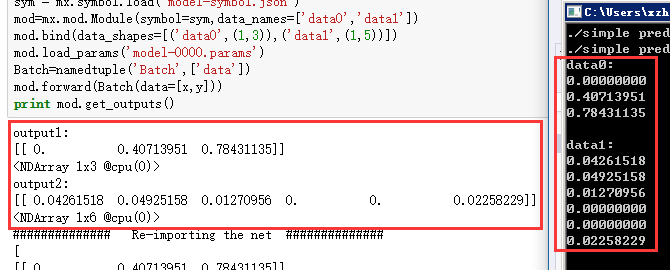 sym = mx.symbol.load('model-symbol.json')
mod=mx.mod.Module(symbol=sym,data_names=['data0','data1'])
mod.bind(data_shapes=[('data0',(1,3)),('data1',(1,5))])
mod.load_params('model-0000.params')
Batch=namedtuple('Batch',['data'])
mod.forward(Batch(data=[x,y]))
print mod.get_outputs()
output1:
[[ 0. 0.40713951 0.78431135]]
<NDArray 1x3 @cpu(0)>
output2:
[[ 0.04261518 0.04925158 0.01270956 0. 0. 0.02258229]]
<NDArray 1x6 @cpu(0)>
############## Re-importing the net ##############
[
[[ 0. 0.40713951 0.78431135]]
C:\Users\xzh
./simple pred
./simple pred
data0:
0.00000000
0.40713951
0.78431135
data1:
0.04261518
0.04925158
0.01270956
0.00000000
0.00000000
0.02258229